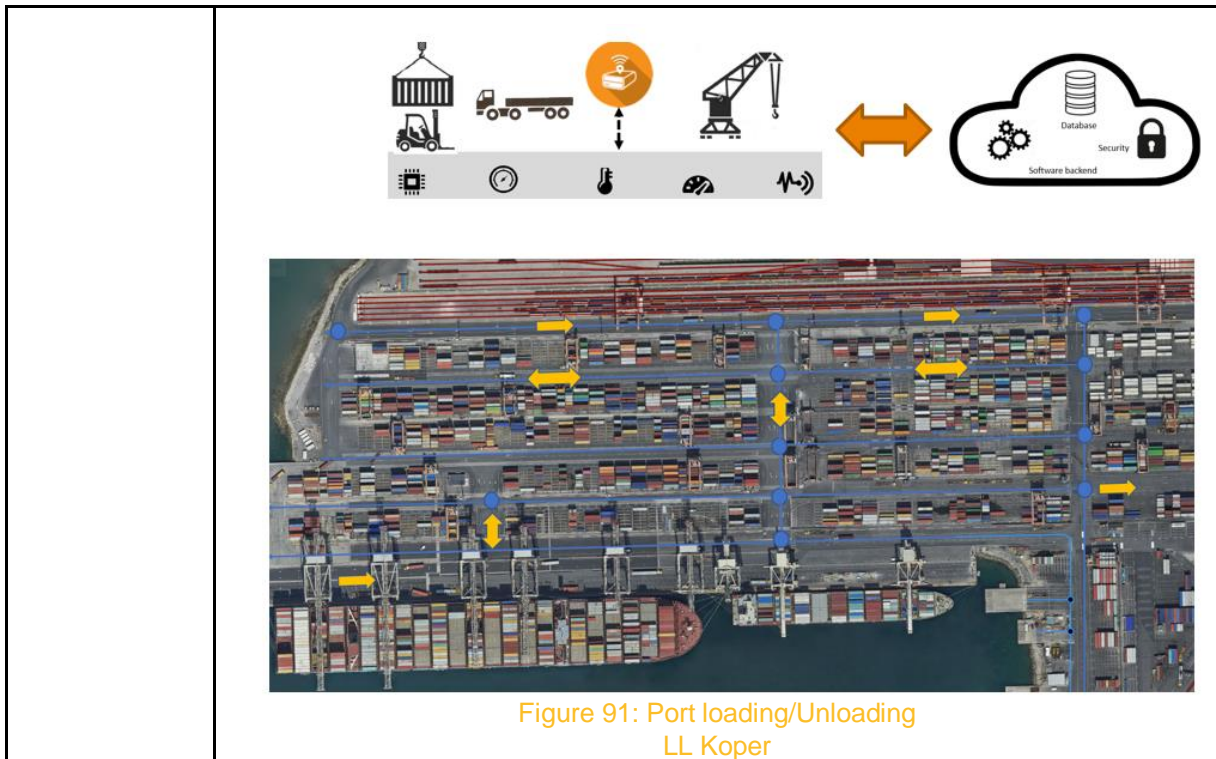 Database
Security
Software backend
Figure 91: Port loading/Unloading
LL Koper